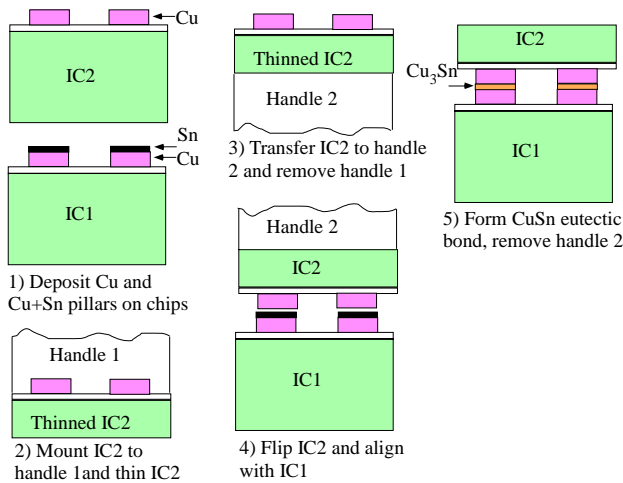 Cu
IC2
Sn
Cu
IC1
1) Deposit Cu and
Cu+Sn pillars on chips
Handle 1
Thinned IC2
2) Mount IC2 to
handle 1and thin IC2
Thinned IC2
Handle 2
3) Transfer IC2 to handle
2 and remove handle 1
Handle 2
IC2
IC1
4) Flip IC2 and align
with IC1
IC2
Cu3Sn
IC1
5) Form CuSn eutectic
bond, remove handle 2